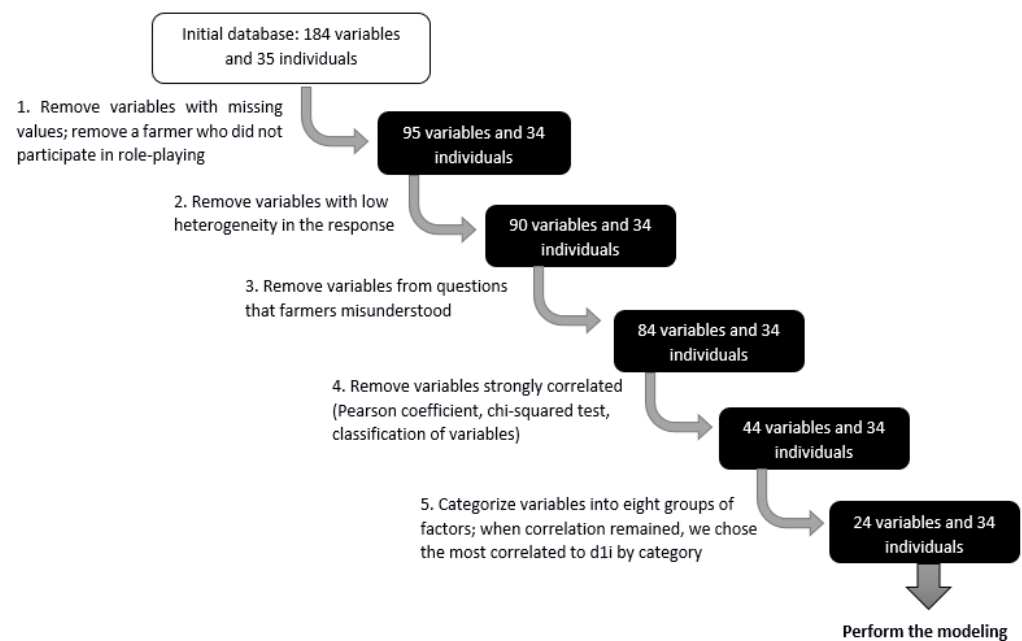 Initial database: 184 variables
and 35 individuals
1. Remove variables with missing
values; remove a farmer who did not
participate in role-playing
95 variables and 34
individuals
2. Remove variables with low
heterogeneity in the response
90 variables and 34
individuals
3. Remove variables from questions
that farmers misunderstood
84 variables and 34
individuals
4. Remove variables strongly correlated
(Pearson coefficient, chi-squared test,
classification of variables)
44 variables and 34
individuals
5. Categorize variables into eight groups of
factors; when correlation remained, we chose
the most correlated to d1i by category
24 variables and 34
individuals
Perform the modeling